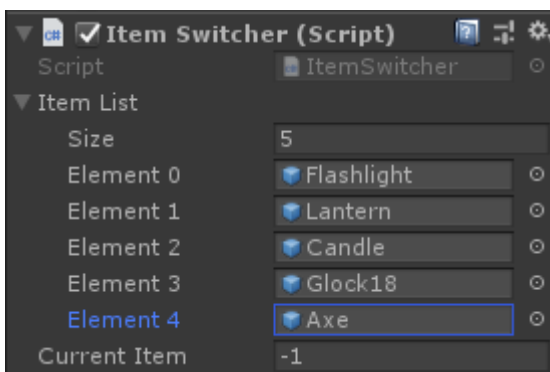 Item Switcher (Script)
Script ItemSwitcher
Item List
Size 5
Element 0 Flashlight
Element 1 Lantern
Element 2 Candle
Element 3 Glock18
Element 4 Axe
Current Item -1